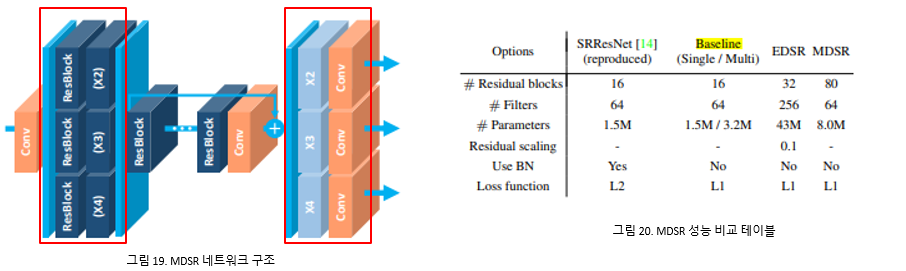 Conv
ResBlock
(X2)
ResBlock
(X3)
ResBlock
(X4)
ResBlock
ResBlock
Conv
X2
Conv
X3
Conv
X4
Conv
그림 19. MDSR 네트워크 구조
Options SRResNet [14] (reproduced) Baseline (Single / Multi) EDSR MDSR
# Residual blocks 16 16 32 80
# Filters 64 64 256 64
# Parameters 1.5M 1.5M / 3.2M 43M 8.0M
Residual scaling - - 0.1 -
Use BN Yes No No No
Loss function L2 L1 L1 L1
그림 20. MDSR 성능 비교 테이블